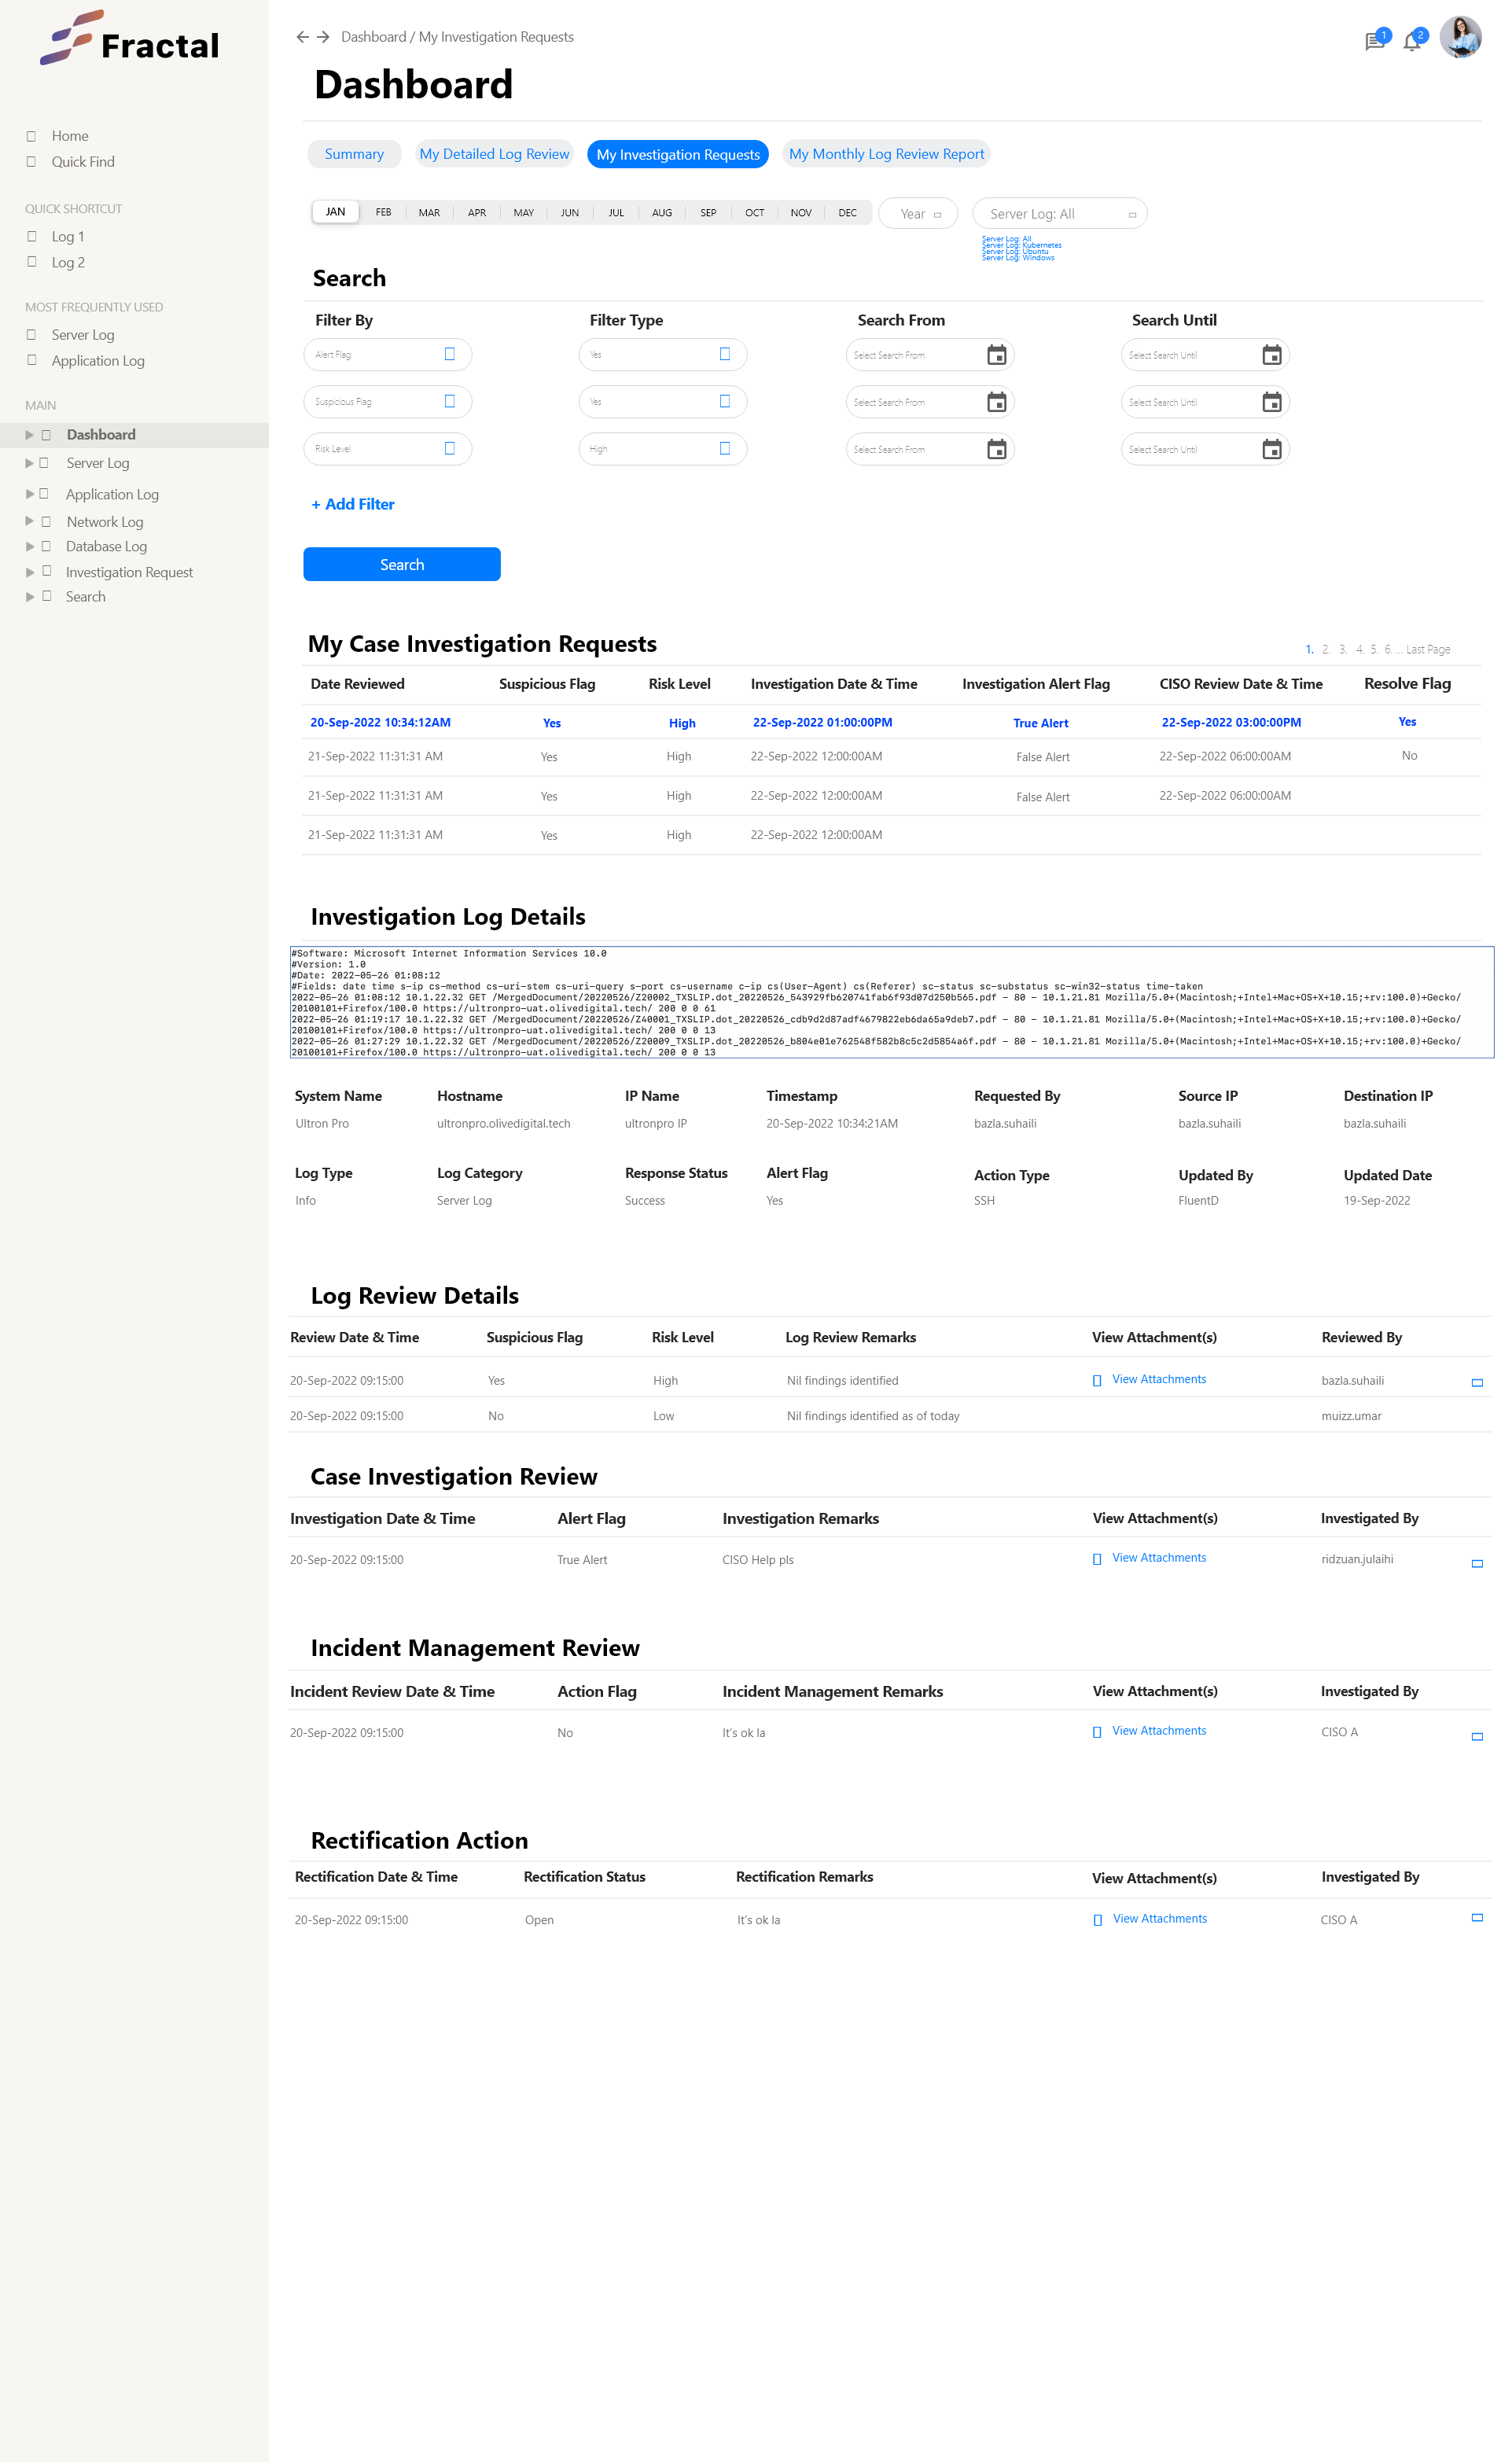 Fractal
Home
Quick Find
QUICK SHORTCUT
Log 1
Log 2
MOST FREQUENTLY USED
Server Log
Application Log
MAIN
Dashboard
Server Log
Application Log
Network Log
Database Log
Investigation Request
Search
Dashboard / My Investigation Requests
1 2
Dashboard
Summary My Detailed Log Review My Investigation Requests My Monthly Log Review Report
JAN FEB MAR APR MAY JUN JUL AUG SEP OCT NOV DEC Year Server Log: All
Server Log: All
Server Log: Kubernetes
Server Log: Ubuntu
Server Log: Windows
Search
Filter By Filter Type Search From Search Until
Alert Flag Yes Select Search From Select Search Until
Suspicious Flag Yes Select Search From Select Search Until
Risk Level High Select Search From Select Search Until
+ Add Filter
Search
My Case Investigation Requests
1. 2. 3. 4. 5. 6. ... Last Page
Date Reviewed Suspicious Flag Risk Level Investigation Date & Time Investigation Alert Flag CISO Review Date & Time Resolve Flag
20-Sep-2022 10:34:12AM Yes High 22-Sep-2022 01:00:00PM True Alert 22-Sep-2022 03:00:00PM Yes
21-Sep-2022 11:31:31 AM Yes High 22-Sep-2022 12:00:00AM False Alert 22-Sep-2022 06:00:00AM No
21-Sep-2022 11:31:31 AM Yes High 22-Sep-2022 12:00:00AM False Alert 22-Sep-2022 06:00:00AM
21-Sep-2022 11:31:31 AM Yes High 22-Sep-2022 12:00:00AM
Investigation Log Details
#Software: Microsoft Internet Information Services 10.0
#Version: 1.0
#Date: 2022-05-26 01:08:12
#Fields: date time s-ip cs-method cs-uri-stem cs-uri-query s-port cs-username c-ip cs(User-Agent) cs(Referer) sc-status sc-substatus sc-win32-status time-taken
2022-05-26 01:08:12 10.1.22.32 GET /MergedDocument/20220526/Z20002_TXSLIP.dot_20220526_543929fb620741fab6f93d07d250b565.pdf - 80 - 10.1.21.81 Mozilla/5.0+(Macintosh;+Intel+Mac+OS+X+10.15;+rv:100.0)+Gecko/
20100101+Firefox/100.0 https://ultronpro-uat.olivedigital.tech/ 200 0 0 61
2022-05-26 01:19:17 10.1.22.32 GET /MergedDocument/20220526/Z40001_TXSLIP.dot_20220526_cdb9d2d87adf4679822eb6da65a9deb7.pdf - 80 - 10.1.21.81 Mozilla/5.0+(Macintosh;+Intel+Mac+OS+X+10.15;+rv:100.0)+Gecko/
20100101+Firefox/100.0 https://ultronpro-uat.olivedigital.tech/ 200 0 0 13
2022-05-26 01:27:29 10.1.22.32 GET /MergedDocument/20220526/Z20009_TXSLIP.dot_20220526_b804e01e762548f582b8c5c2d5854a6f.pdf - 80 - 10.1.21.81 Mozilla/5.0+(Macintosh;+Intel+Mac+OS+X+10.15;+rv:100.0)+Gecko/
20100101+Firefox/100.0 https://ultronpro-uat.olivedigital.tech/ 200 0 0 13
System Name Hostname IP Name Timestamp Requested By Source IP Destination IP
Ultron Pro ultronpro.olivedigital.tech ultronpro IP 20-Sep-2022 10:34:21AM bazla.suhaili bazla.suhaili bazla.suhaili
Log Type Log Category Response Status Alert Flag Action Type Updated By Updated Date
Info Server Log Success Yes SSH FluentD 19-Sep-2022
Log Review Details
Review Date & Time Suspicious Flag Risk Level Log Review Remarks View Attachment(s) Reviewed By
20-Sep-2022 09:15:00 Yes High Nil findings identified View Attachments bazla.suhaili
20-Sep-2022 09:15:00 No Low Nil findings identified as of today muizz.umar
Case Investigation Review
Investigation Date & Time Alert Flag Investigation Remarks View Attachment(s) Investigated By
20-Sep-2022 09:15:00 True Alert CISO Help pls View Attachments ridzuan.julaihi
Incident Management Review
Incident Review Date & Time Action Flag Incident Management Remarks View Attachment(s) Investigated By
20-Sep-2022 09:15:00 No It's ok la View Attachments CISO A
Rectification Action
Rectification Date & Time Rectification Status Rectification Remarks View Attachment(s) Investigated By
20-Sep-2022 09:15:00 Open It's ok la View Attachments CISO A